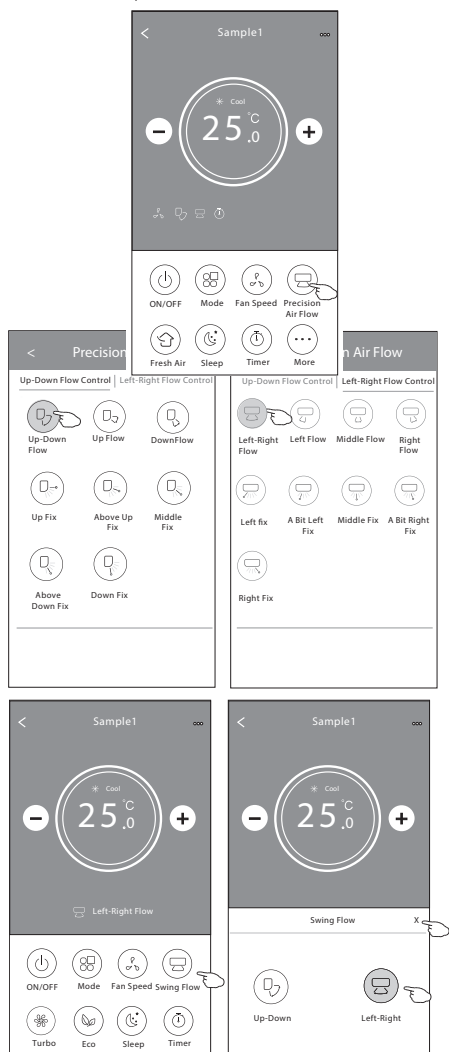 < Sample1 ooo
Cool
25.0 °C
- +
ON/OFF Mode Fan Speed Precision Air Flow
Fresh Air Sleep Timer More
< Precision
Up-Down Flow Control | Left-Right Flow Control
Up-Down Flow
Up Flow
DownFlow
Up Fix
Above Up Fix
Middle Fix
Above Down Fix
Down Fix
n Air Flow
Up-Down Flow Control | Left-Right Flow Control
Left-Right Flow
Left Flow
Middle Flow
Right Flow
Left fix
A Bit Left Fix
Middle Fix
A Bit Right Fix
Right Fix
< Sample1 ooo
Cool
25.0 °C
- +
Left-Right Flow
ON/OFF Mode Fan Speed Swing Flow
Turbo Eco Sleep Timer
< Sample1 ooo
Cool
25.0 °C
- +
Swing Flow X
Up-Down Left-Right